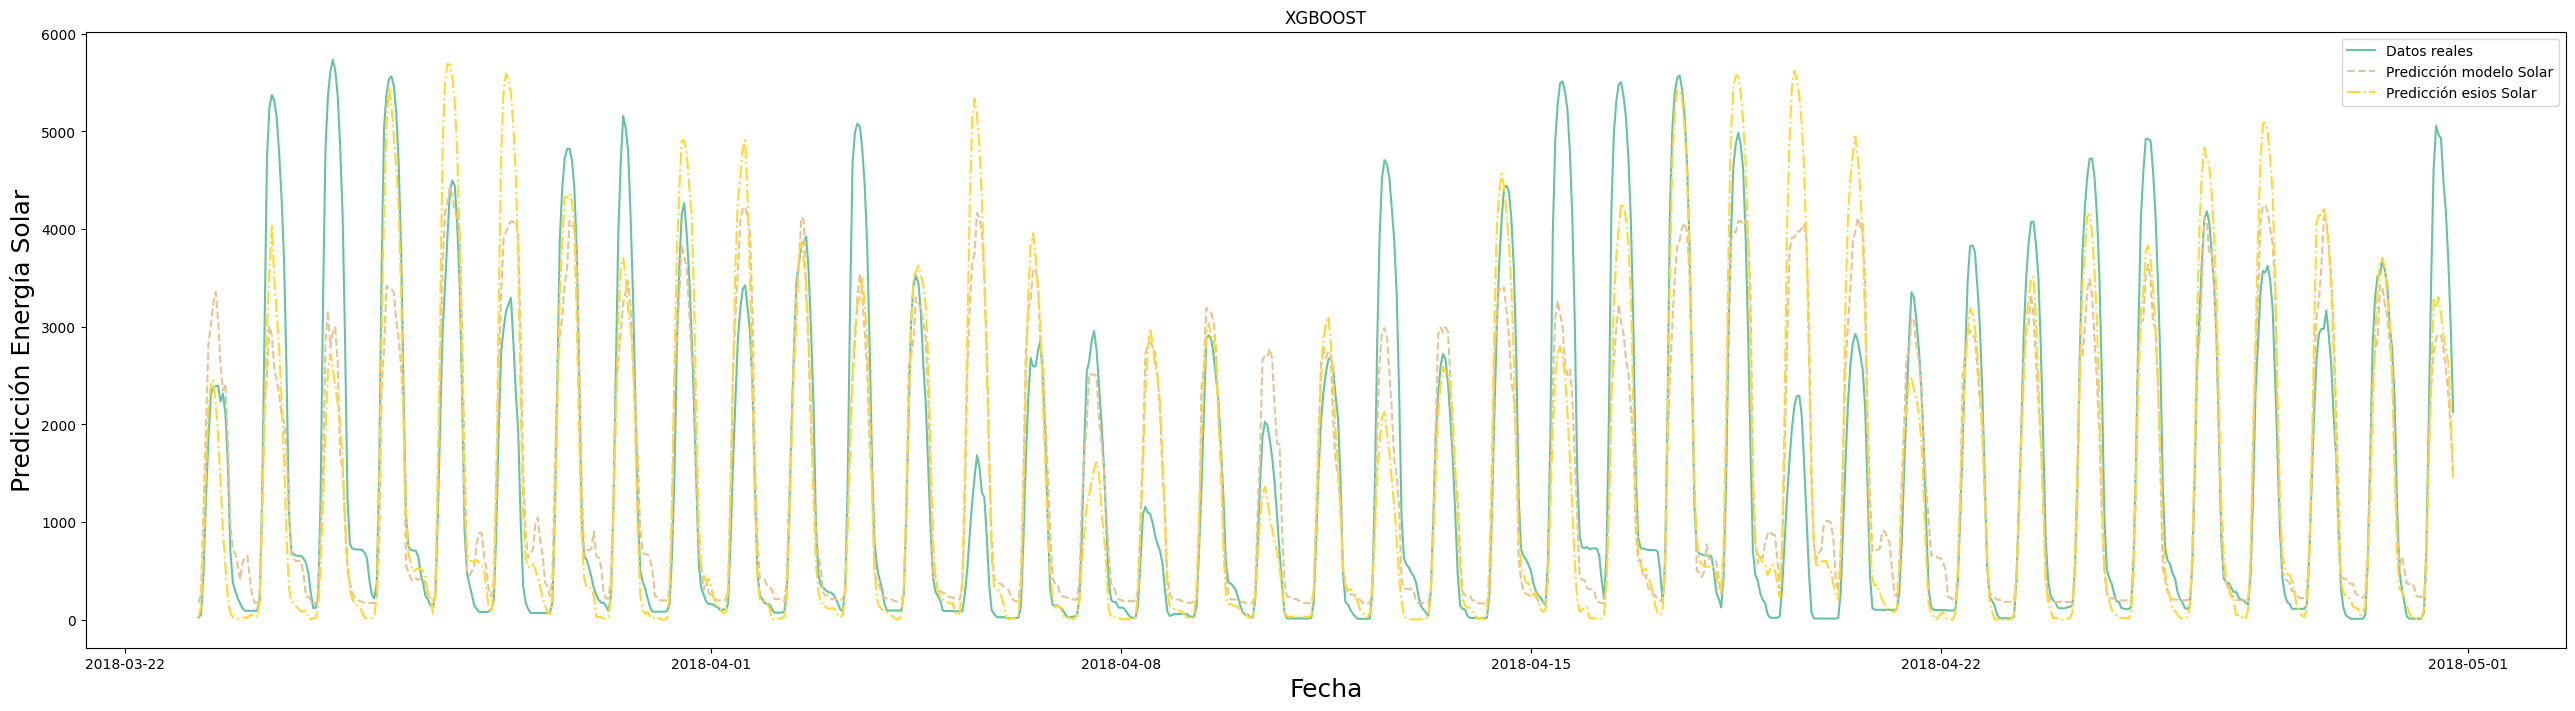 XGBOOST
Predicción Energía Solar
6000
5000
4000
3000
2000
1000
0
Datos reales
Predicción modelo Solar
Predicción esios Solar
2018-03-22
2018-04-01
2018-04-08
2018-04-15
2018-04-22
2018-05-01
Fecha